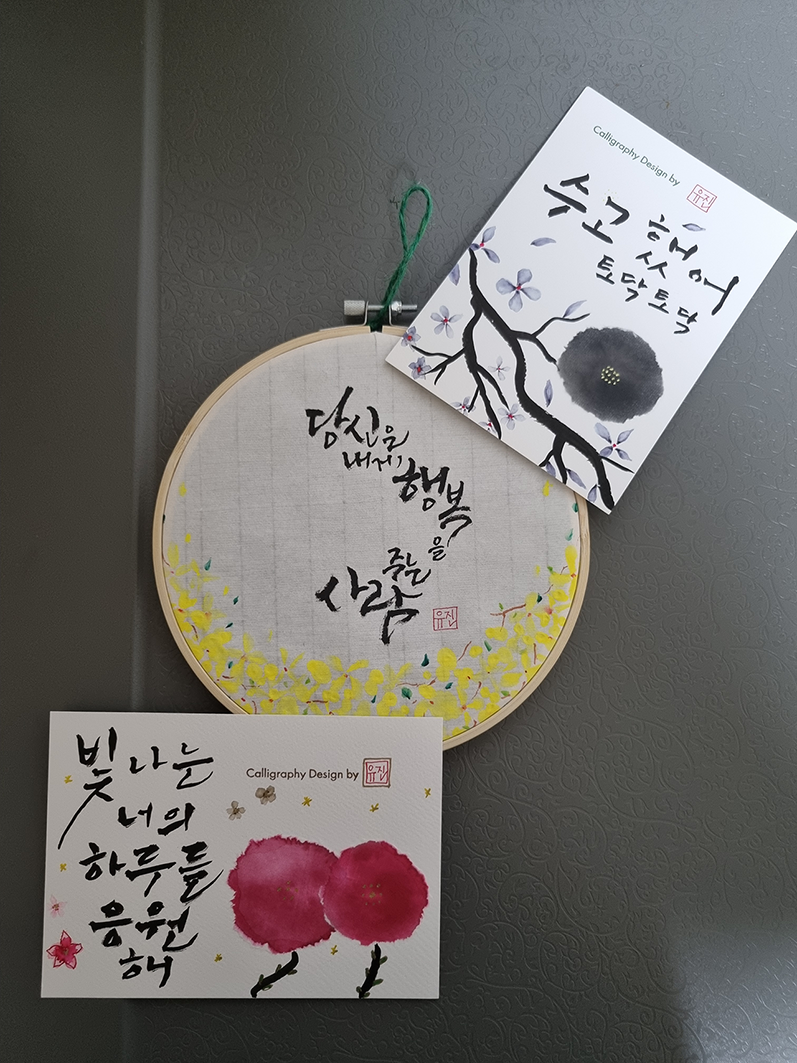 Calligraphy Design by 유진
수고 했어
토닥토닥
당신은
내게
행복을
주는
사람
유진
빛나는
너의
하루를
응원
해
Calligraphy Design by 유진